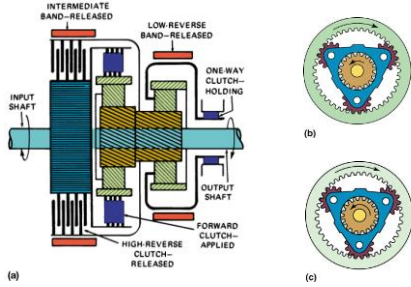 INTERMEDIATE
BAND–RELEASED
LOW–REVERSE
BAND–RELEASED
ONE-WAY
CLUTCH–
HOLDING
INPUT
SHAFT
OUTPUT
SHAFT
FORWARD
CLUTCH–
APPLIED
HIGH-REVERSE
CLUTCH–
RELEASED
(a)
(b)
(c)